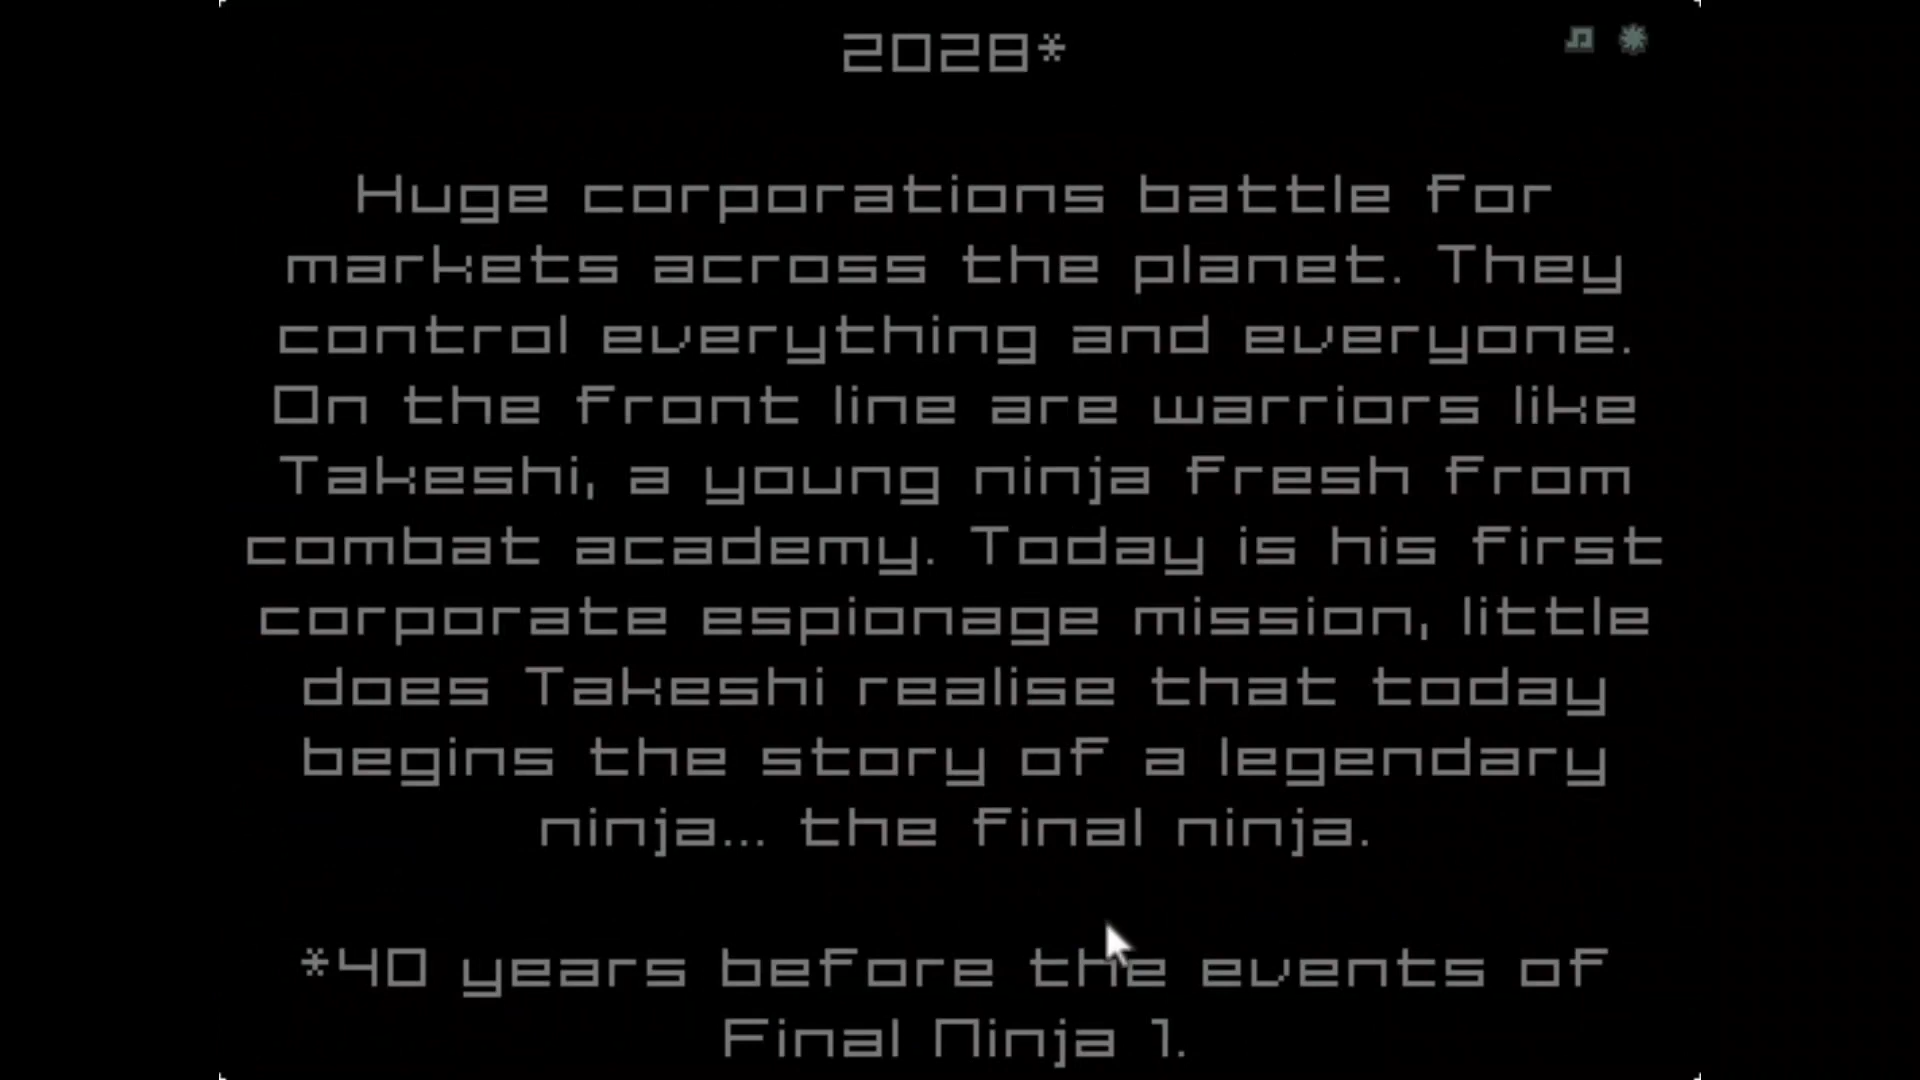 2028*
Huge corporations battle for
markets across the planet. They
control everything and everyone.
On the front line are warriors like
Takeshi, a young ninja fresh from
combat academy. Today is his first
corporate espionage mission, little
does Takeshi realise that today
begins the story of a legendary
ninja... the final ninja.
*40 years before the events of
Final Ninja 1.